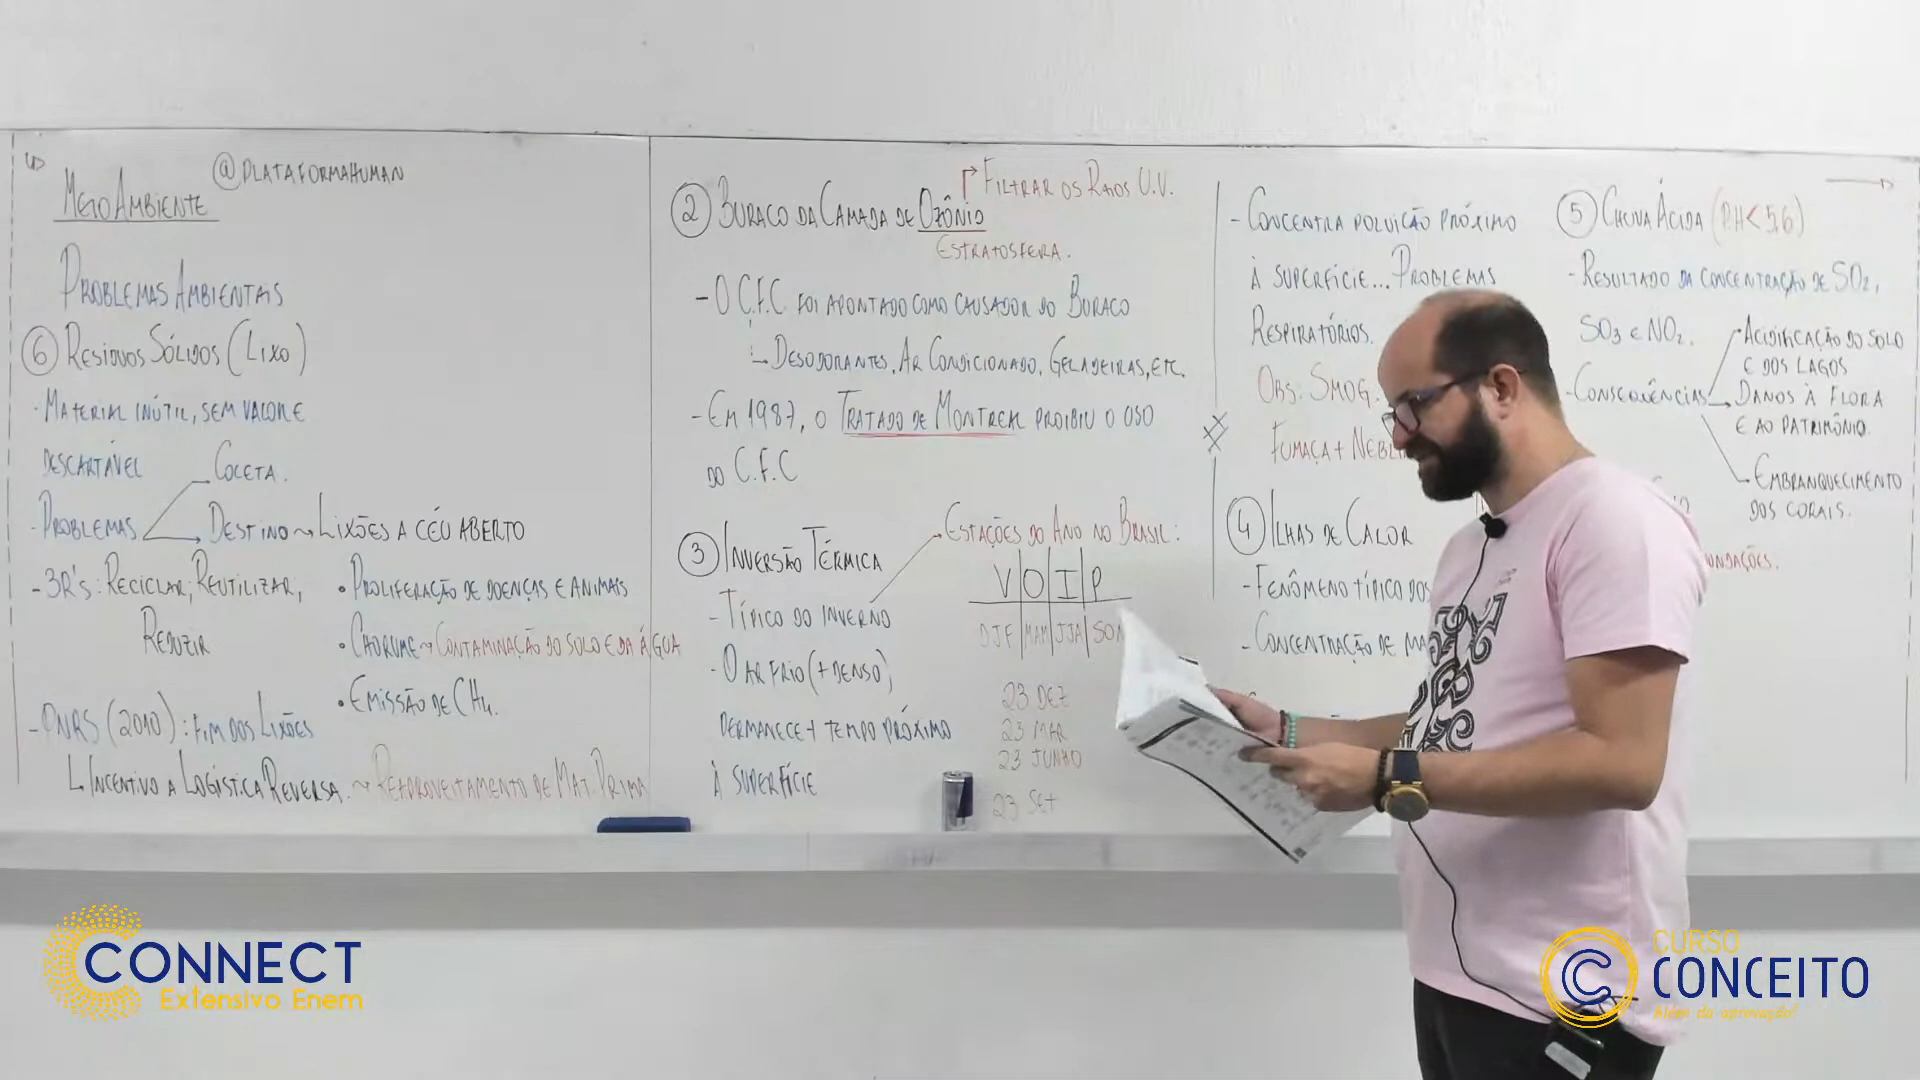 @PLATAFORMAHUMAN
MEIO AMBIENTE
PROBLEMAS AMBIENTAIS
6 RESÍDUOS SÓLIDOS (LIXO)
- MATERIAL INÚTIL, SEM VALOR E
DESCARTÁVEL
- PROBLEMAS
COLETA.
DESTINO → LIXÕES A CÉU ABERTO
- 3R's: RECICLAR, REUTILIZAR,
REDUZIR
• PROLIFERAÇÃO DE DOENÇAS E ANIMAIS
• CHORUME → CONTAMINAÇÃO DO SOLO E DA ÁGUA
• EMISSÃO DE CH4.
- PNRS (2010): FIM DOS LIXÕES
↳ INCENTIVO A LOGÍSTICA REVERSA. → REAPROVEITAMENTO DE MAT. PRIMA
2 BURACO DA CAMADA DE OZÔNIO
FILTRAR OS RAIOS U.V.
ESTRATOSFERA.
- O C.F.C. FOI APONTADO COMO CAUSADOR DO BURACO
↳ DESODORANTES, AR CONDICIONADO, GELADEIRAS, ETC.
- EM 1987, O TRATADO DE MONTREAL PROIBIU O USO
DO C.F.C
3 INVERSÃO TÉRMICA
- TÍPICO DO INVERNO
- O AR FRIO (+ DENSO),
PERMANECE + TEMPO PRÓXIMO
À SUPERFÍCIE
ESTAÇÕES DO ANO NO BRASIL:
V O I P
DJF MAM JJA SON
23 DEZ
23 MAR
23 JUNHO
23 SET
- CONCENTRA POLUIÇÃO PRÓXIMO
À SUPERFÍCIE... PROBLEMAS
RESPIRATÓRIOS.
OBS: SMOG.
FUMAÇA + NEBLI
4 ILHAS DE CALOR
- FENÔMENO TÍPICO DOS
- CONCENTRAÇÃO DE MA
5 CHUVA ÁCIDA (PH < 5,6)
- RESULTADO DA CONCENTRAÇÃO DE SO2,
SO3 E NO2.
- CONSEQUÊNCIAS
ACIDIFICAÇÃO DO SOLO
E DOS LAGOS
DANOS À FLORA
E AO PATRIMÔNIO.
EMBRANQUECIMENTO
DOS CORAIS.
UNDAÇÕES.
CONNECT
Extensivo Enem
CURSO
CONCEITO
Além da aprovação!